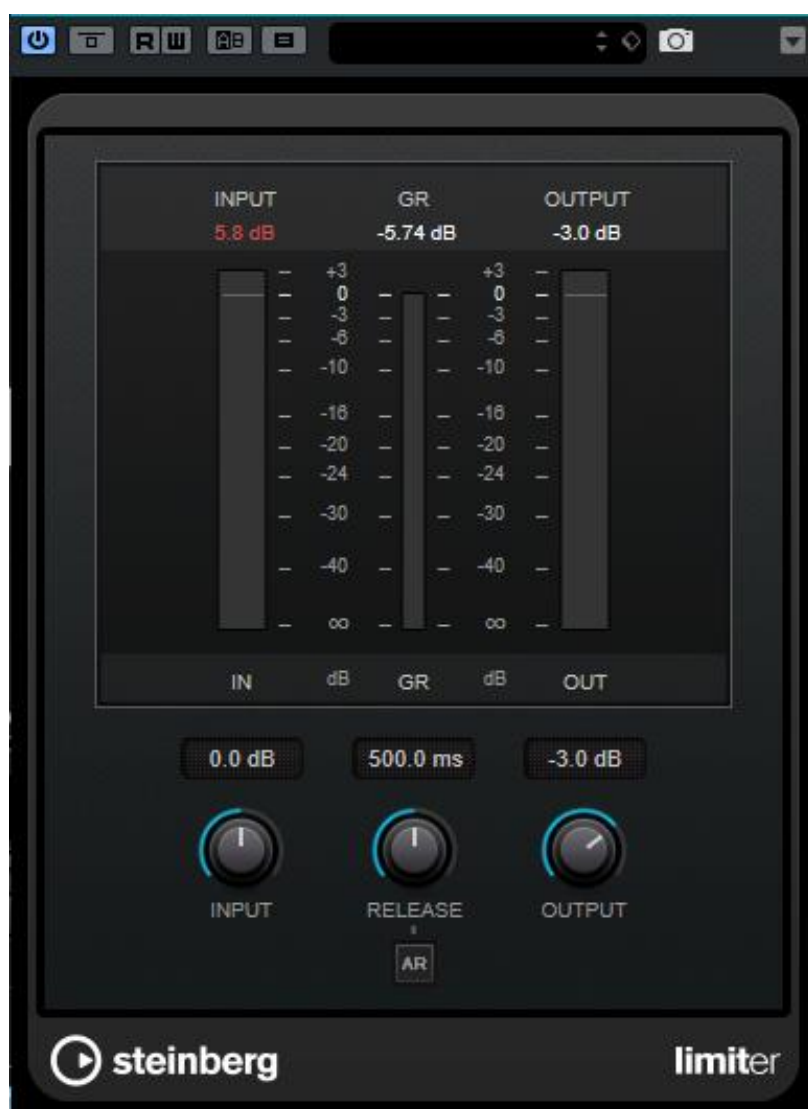 R W A B =
INPUT GR OUTPUT
5.8 dB -5.74 dB -3.0 dB
+3 +3
0 0
-3 -3
-6 -6
-10 -10
-16 -16
-20 -20
-24 -24
-30 -30
-40 -40
∞ ∞
IN dB GR dB OUT
0.0 dB 500.0 ms -3.0 dB
INPUT RELEASE OUTPUT
AR
steinberg limiter